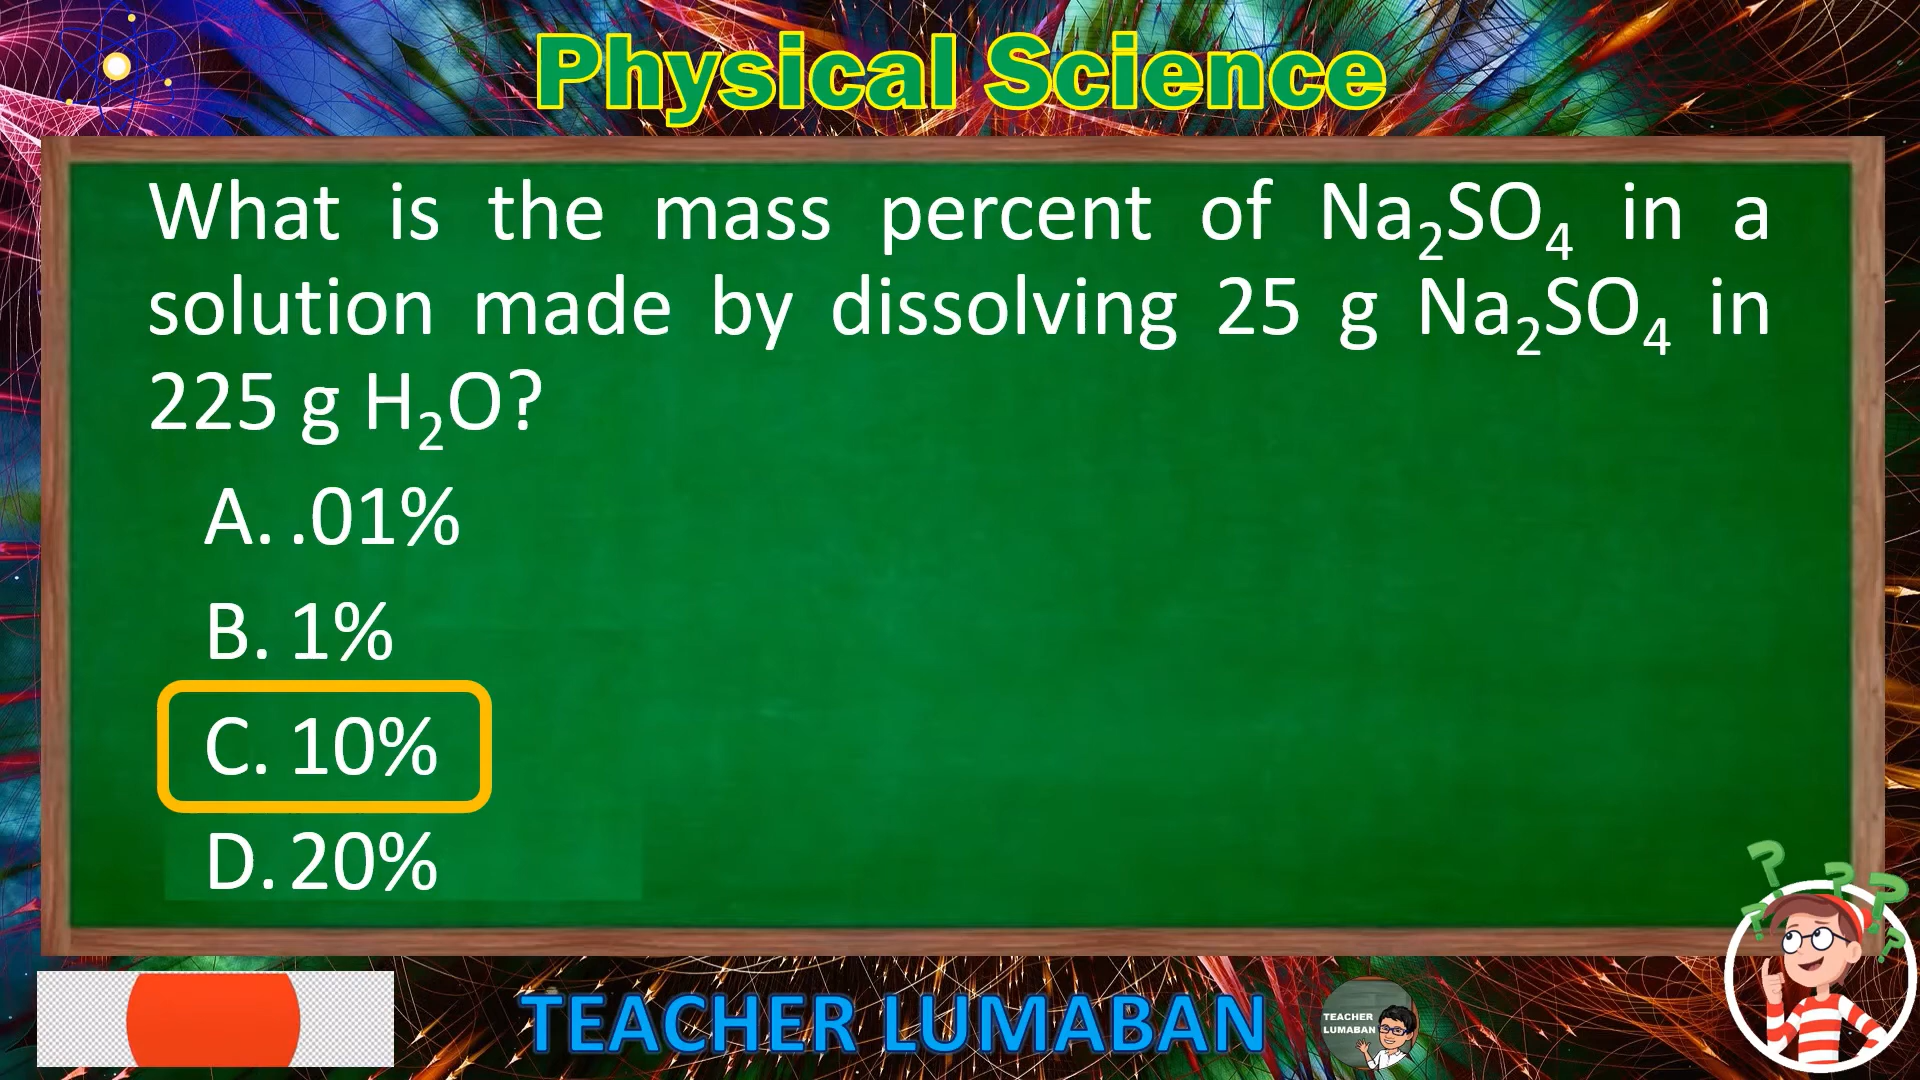 Physical Science
What is the mass percent of Na₂SO₄ in a
solution made by dissolving 25 g Na₂SO₄ in
225 g H₂O?
A. .01%
B. 1%
C. 10%
D. 20%
TEACHER LUMABAN
TEACHER
LUMABAN